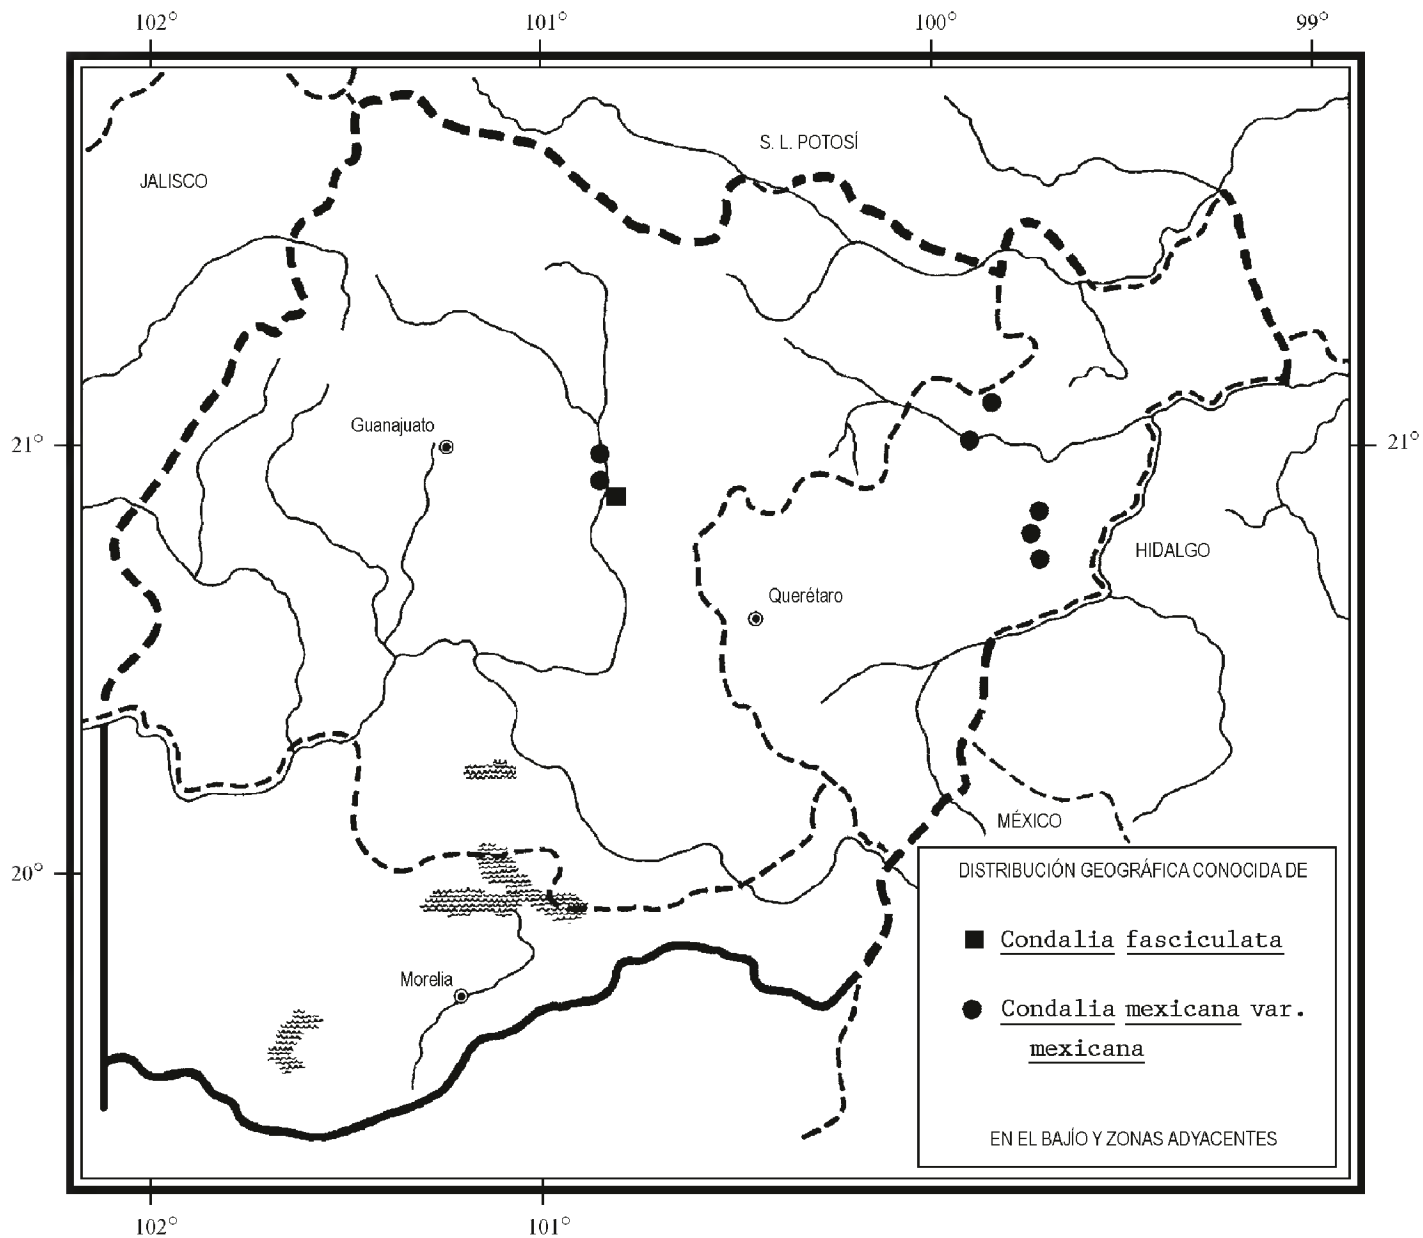 102° 101° 100° 99°
S. L. POTOSÍ
JALISCO
Guanajuato
21° 21°
HIDALGO
Querétaro
MÉXICO
20°
DISTRIBUCIÓN GEOGRÁFICA CONOCIDA DE
Condalia fasciculata
Morelia
Condalia mexicana var.
mexicana
EN EL BAJÍO Y ZONAS ADYACENTES
102° 101°